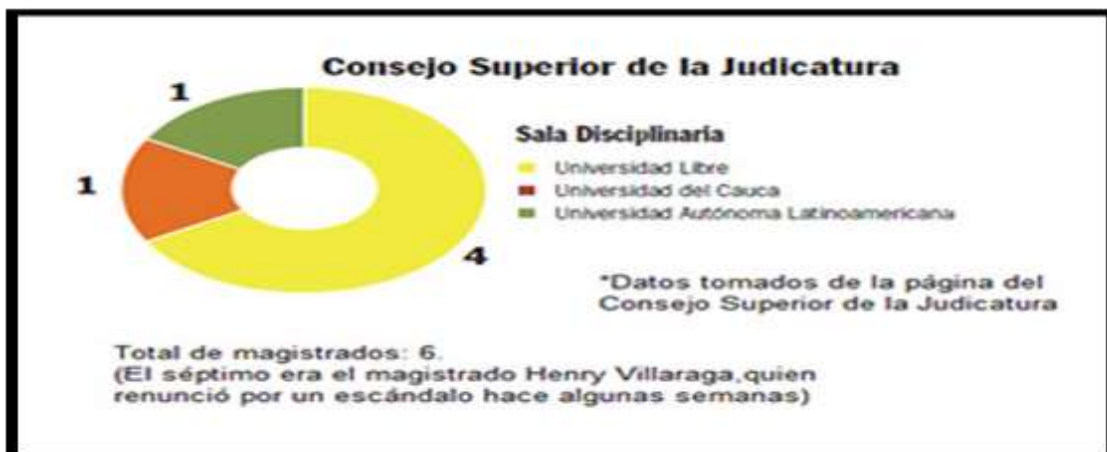 Consejo Superior de la Judicatura
1
1
4
Sala Disciplinaria
Universidad Libre
Universidad del Cauca
Universidad Autónoma Latinoamericana
*Datos tomados de la página del
Consejo Superior de la Judicatura
Total de magistrados: 6.
(El séptimo era el magistrado Henry Villaraga,quien
renunció por un escándalo hace algunas semanas)